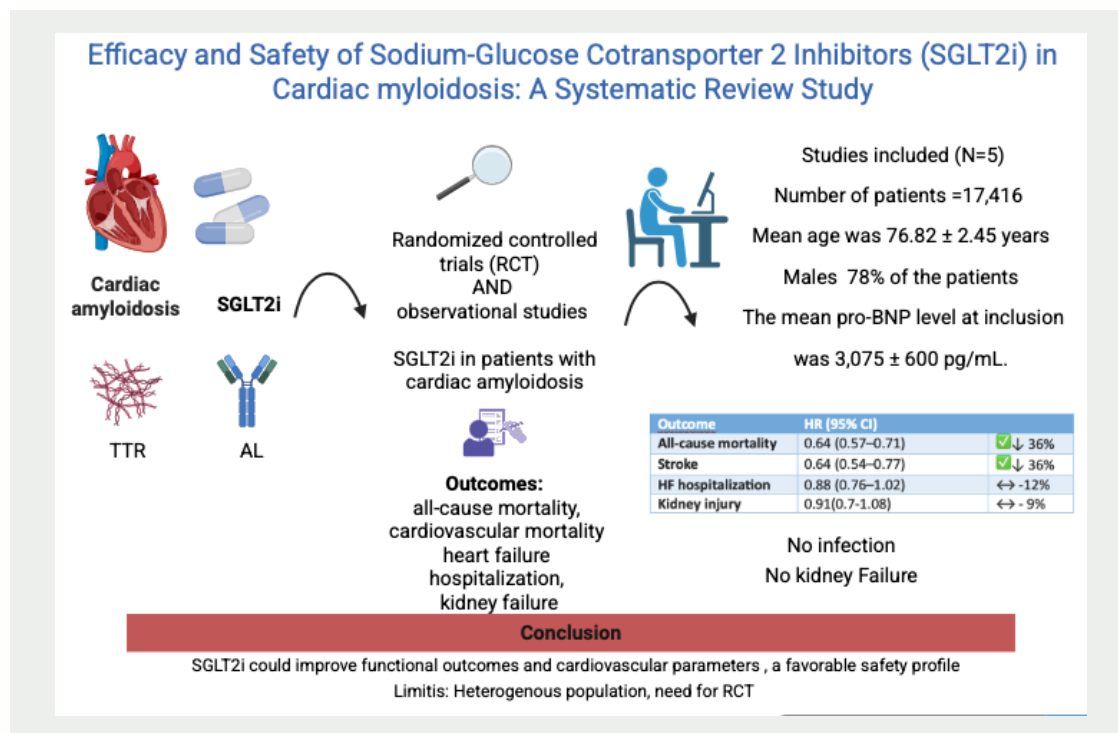 Efficacy and Safety of Sodium-Glucose Cotransporter 2 Inhibitors (SGLT2i) in
Cardiac myloidosis: A Systematic Review Study
Cardiac
amyloidosis
SGLT2i
TTR
AL
Randomized controlled
trials (RCT)
AND
observational studies
SGLT2i in patients with
cardiac amyloidosis
Outcomes:
all-cause mortality,
cardiovascular mortality
heart failure
hospitalization,
kidney failure
Studies included (N=5)
Number of patients =17,416
Mean age was 76.82 ± 2.45 years
Males 78% of the patients
The mean pro-BNP level at inclusion
was 3,075 ± 600 pg/mL.
Outcome HR (95% CI)
All-cause mortality 0.64 (0.57–0.71) ✅↓ 36%
Stroke 0.64 (0.54–0.77) ✅↓ 36%
HF hospitalization 0.88 (0.76–1.02) ↔ -12%
Kidney injury 0.91(0.7-1.08) ↔ - 9%
No infection
No kidney Failure
Conclusion
SGLT2i could improve functional outcomes and cardiovascular parameters , a favorable safety profile
Limitis: Heterogenous population, need for RCT